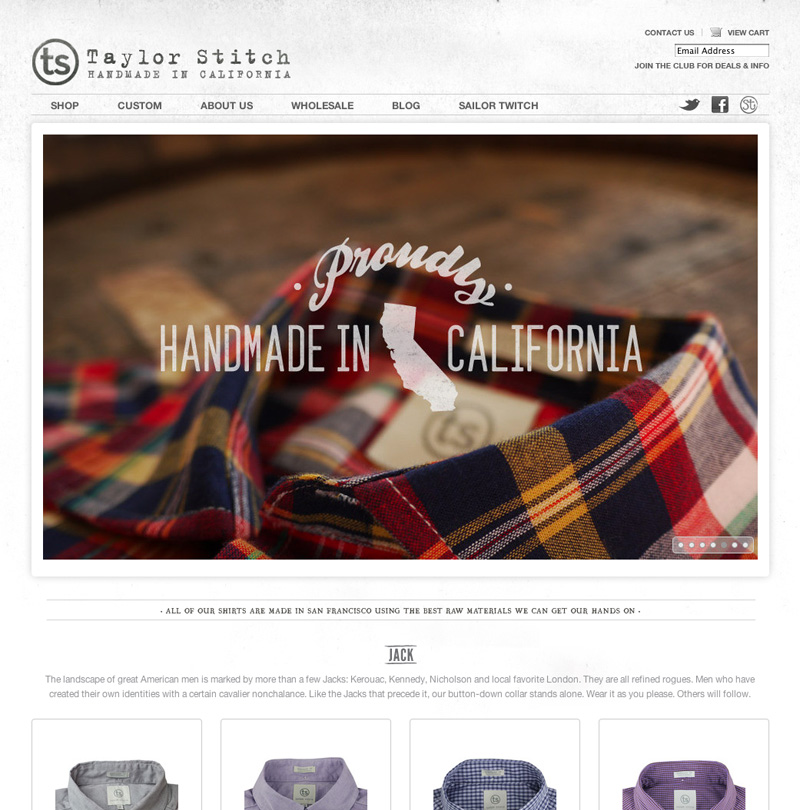 CONTACT US | VIEW CART
ts Taylor Stitch
HANDMADE IN CALIFORNIA
Email Address
JOIN THE CLUB FOR DEALS & INFO
SHOP CUSTOM ABOUT US WHOLESALE BLOG SAILOR TWITCH
St
• Proudly •
HANDMADE IN CALIFORNIA
ts
• ALL OF OUR SHIRTS ARE MADE IN SAN FRANCISCO USING THE BEST RAW MATERIALS WE CAN GET OUR HANDS ON •
JACK
The landscape of great American men is marked by more than a few Jacks: Kerouac, Kennedy, Nicholson and local favorite London. They are all refined rogues. Men who have
created their own identities with a certain cavalier nonchalance. Like the Jacks that precede it, our button-down collar stands alone. Wear it as you please. Others will follow.